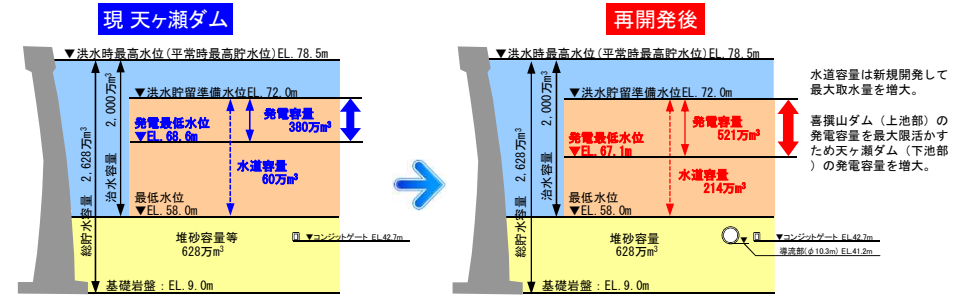 現 天ヶ瀬ダム
▼洪水時最高水位(平常時最高貯水位)EL. 78.5m
総貯水容量 2,628万m³
治水容量 2,000万m³
▼洪水貯留準備水位EL. 72.0m
発電最低水位
▼EL. 68.6m
発電容量
380万m³
水道容量
60万m³
最低水位
▼EL. 58.0m
堆砂容量等
628万m³
▼コンジットゲート EL.42.7m
基礎岩盤：EL. 9.0m
再開発後
▼洪水時最高水位(平常時最高貯水位)EL. 78.5m
総貯水容量 2,628万m³
治水容量 2,000万m³
▼洪水貯留準備水位EL. 72.0m
発電最低水位
▼EL. 67.1m
発電容量
521万m³
水道容量
214万m³
最低水位
▼EL. 58.0m
堆砂容量
628万m³
▼コンジットゲート EL.42.7m
導流部(φ10.3m) EL.41.2m
基礎岩盤：EL. 9.0m
水道容量は新規開発して
最大取水量を増大。
喜撰山ダム（上池部）の
発電容量を最大限活かす
ため天ヶ瀬ダム（下池部
）の発電容量を増大。